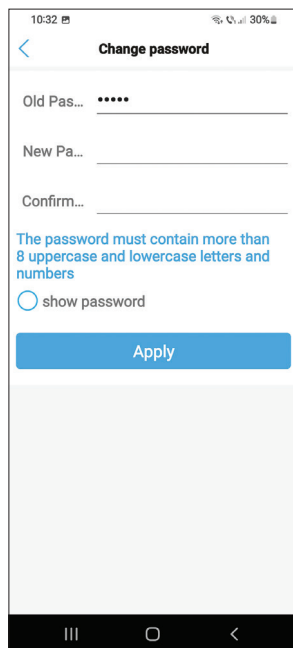 10:32
30%
Change password
Old Pas... •••••
New Pa...
Confirm...
The password must contain more than
8 uppercase and lowercase letters and
numbers
show password
Apply